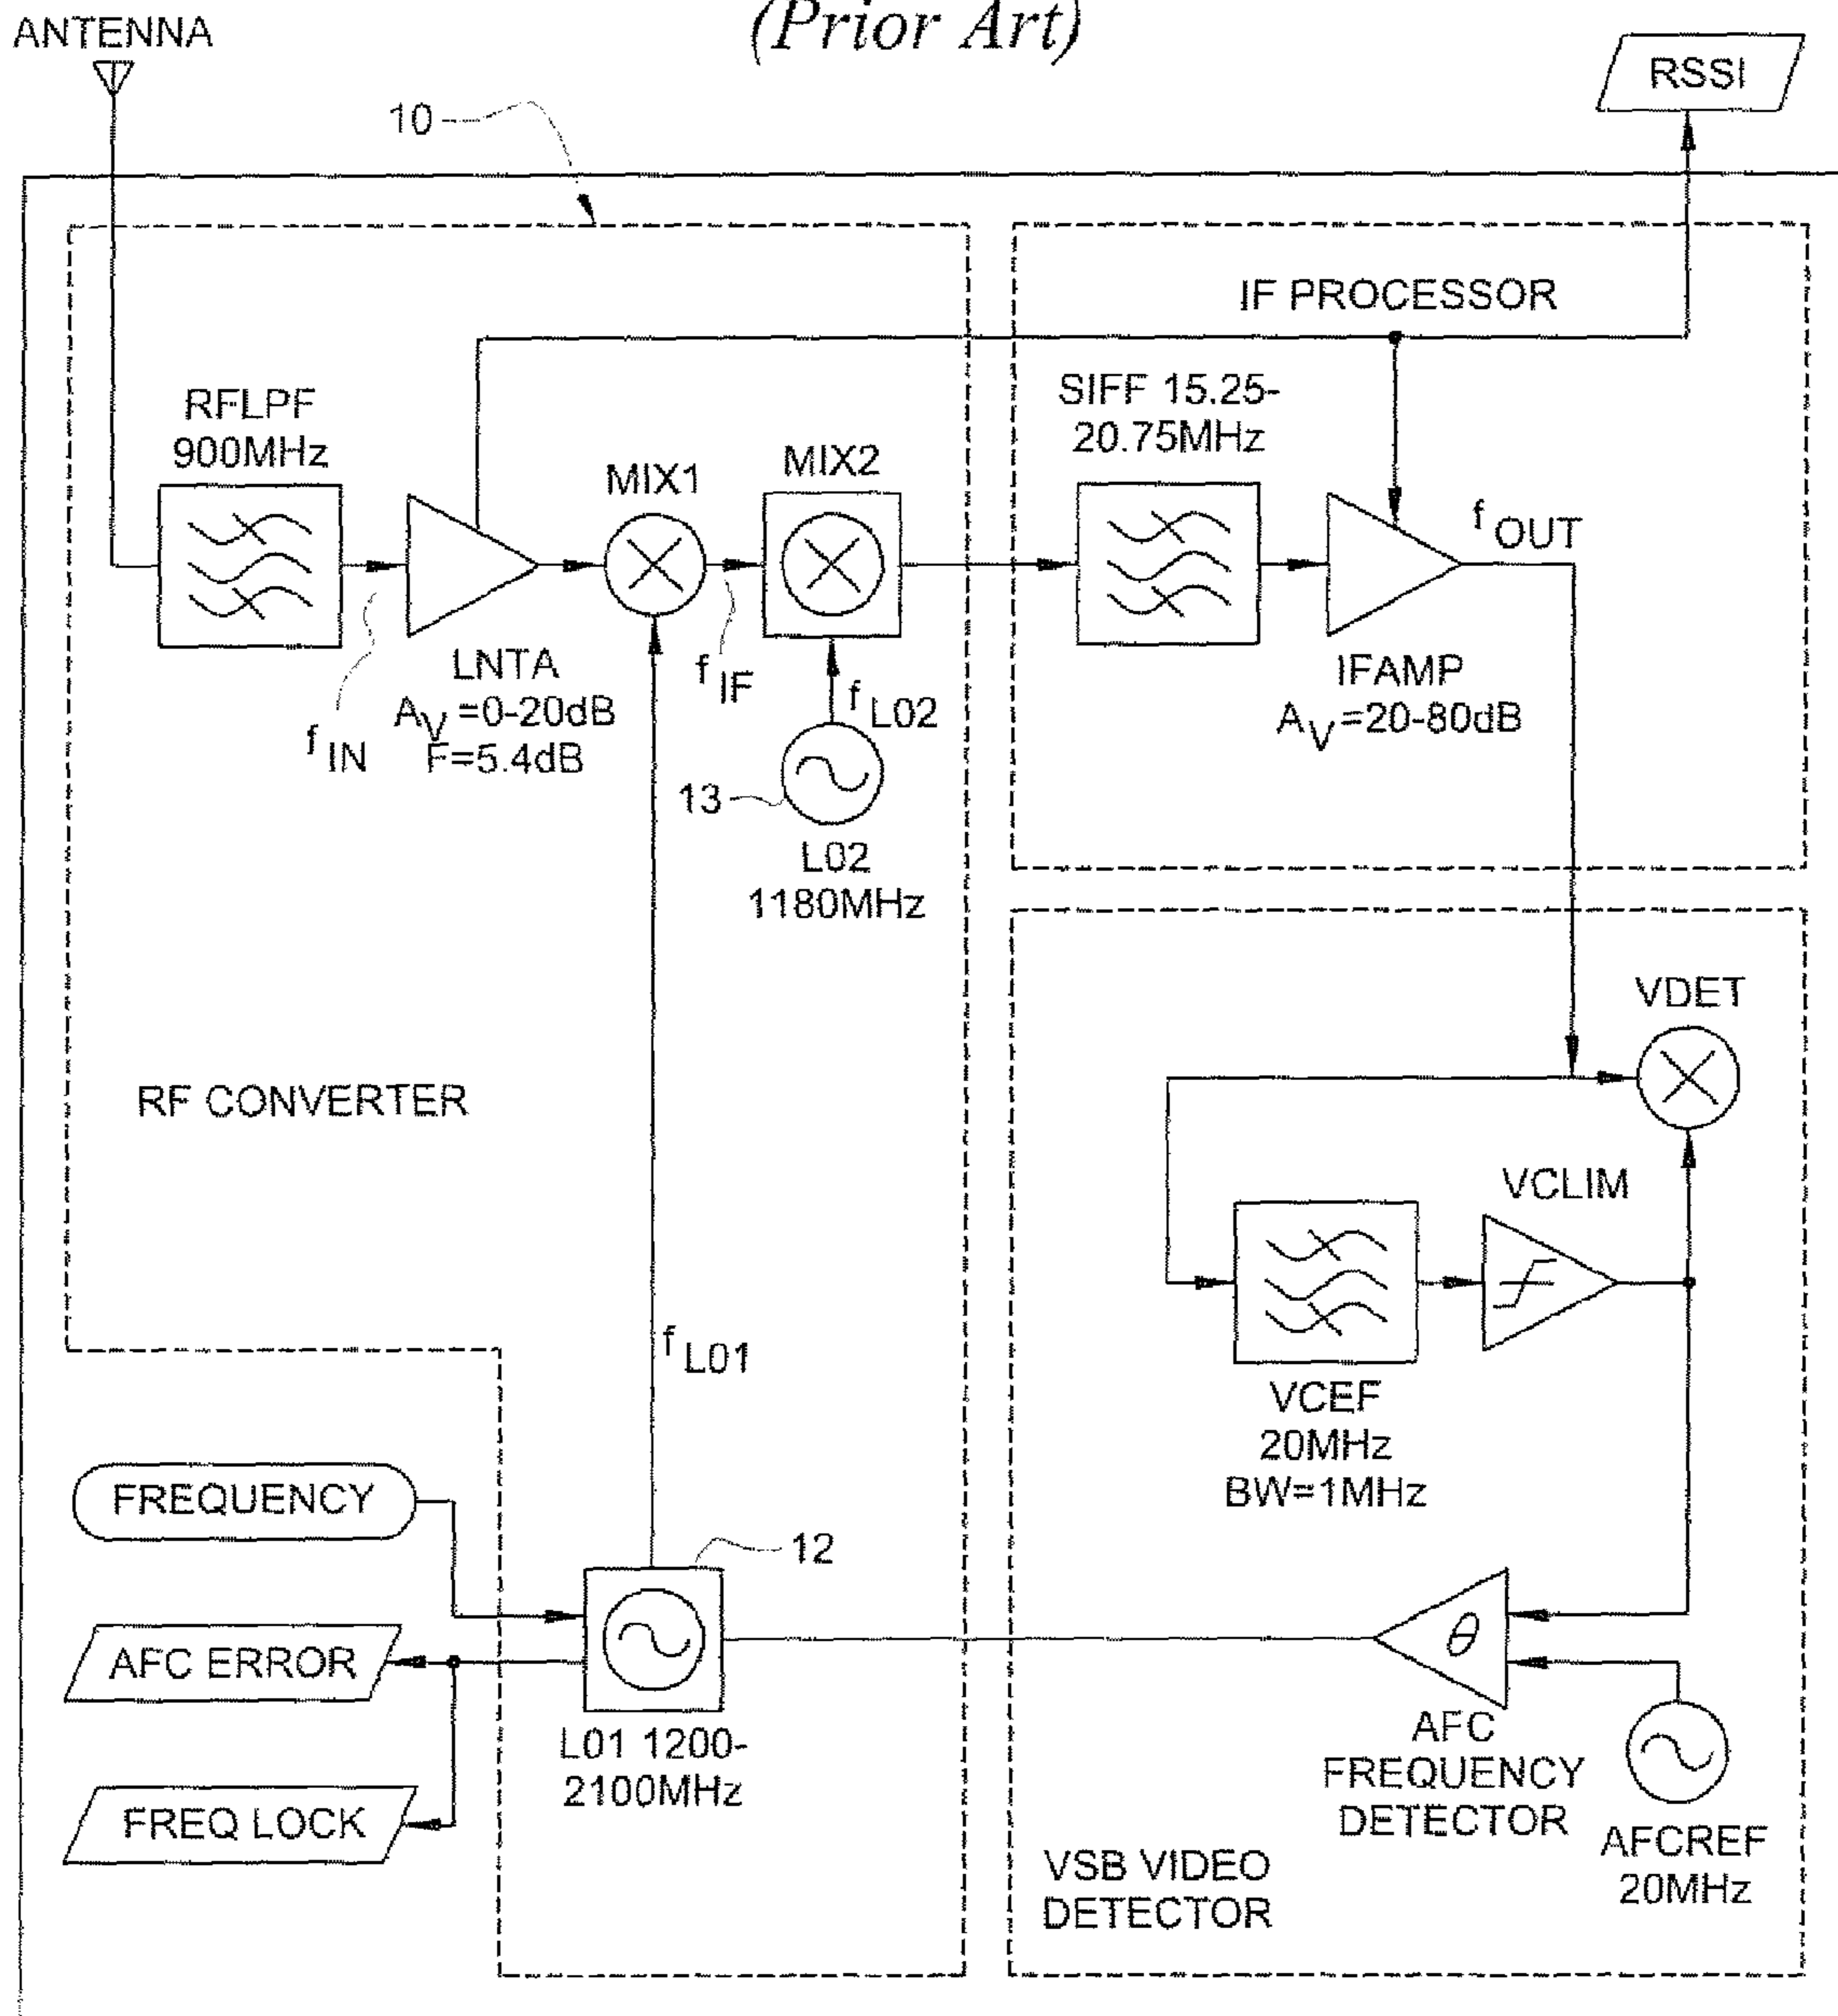 (Prior Art)
ANTENNA
RSSI
10
IF PROCESSOR
RFLPF
900MHz
SIFF 15.25-
20.75MHz
MIX1
MIX2
f OUT
f IN
LNTA
AV =0-20dB
F=5.4dB
f IF
f L02
IFAMP
AV=20-80dB
13
L02
1180MHz
VDET
RF CONVERTER
VCLIM
f L01
VCEF
20MHz
BW=1MHz
FREQUENCY
12
AFC ERROR
θ
L01 1200-
2100MHz
FREQ LOCK
AFC
FREQUENCY
DETECTOR
AFCREF
20MHz
VSB VIDEO
DETECTOR